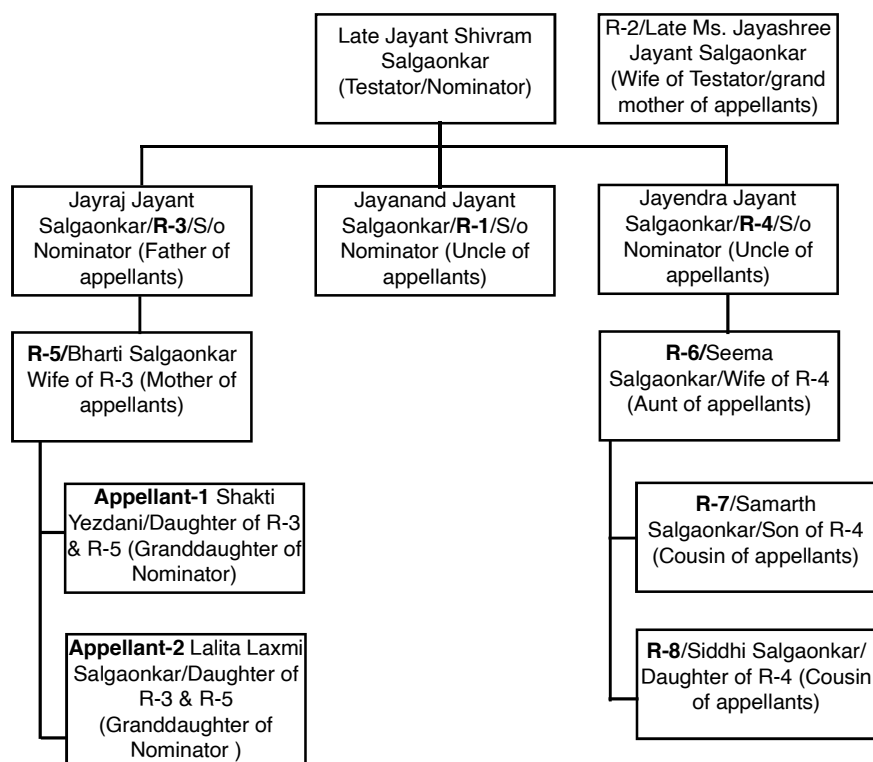 Late Jayant Shivram
Salgaonkar
(Testator/Nominator)
R-2/Late Ms. Jayashree
Jayant Salgaonkar
(Wife of Testator/grand
mother of appellants)
Jayraj Jayant
Salgaonkar/R-3/S/o
Nominator (Father of
appellants)
Jayanand Jayant
Salgaonkar/R-1/S/o
Nominator (Uncle of
appellants)
Jayendra Jayant
Salgaonkar/R-4/S/o
Nominator (Uncle of
appellants)
R-5/Bharti Salgaonkar
Wife of R-3 (Mother of
appellants)
R-6/Seema
Salgaonkar/Wife of R-4
(Aunt of appellants)
Appellant-1 Shakti
Yezdani/Daughter of R-3
& R-5 (Granddaughter of
Nominator)
R-7/Samarth
Salgaonkar/Son of R-4
(Cousin of appellants)
Appellant-2 Lalita Laxmi
Salgaonkar/Daughter of
R-3 & R-5
(Granddaughter of
Nominator )
R-8/Siddhi Salgaonkar/
Daughter of R-4 (Cousin
of appellants)